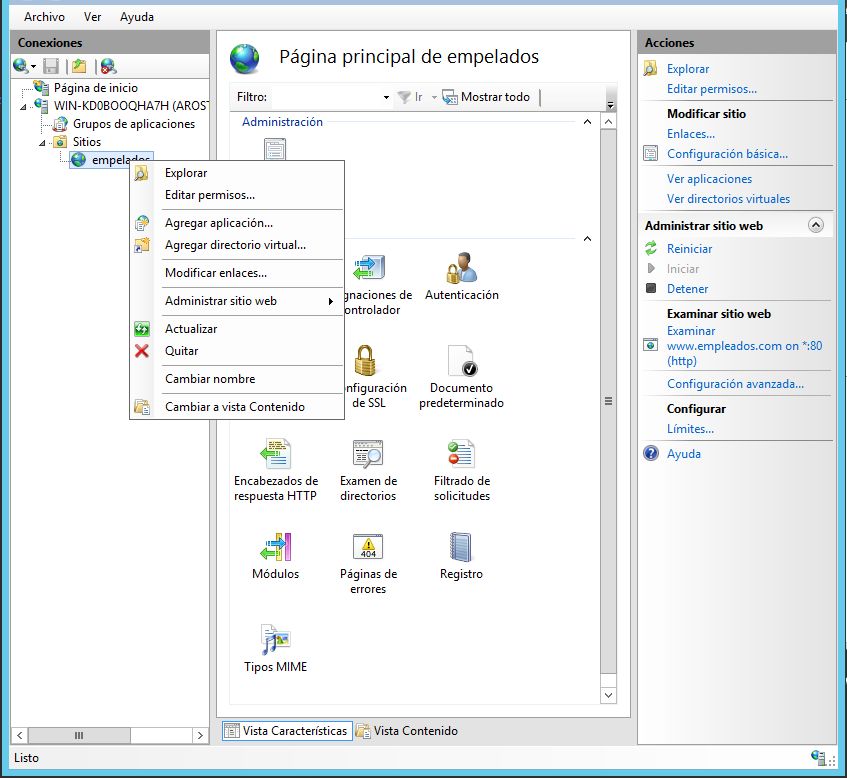 Archivo Ver Ayuda
Conexiones
Página de inicio
WIN-KD0BOOQHA7H (AROST
Grupos de aplicaciones
Sitios
empelados
Explorar
Editar permisos...
Agregar aplicación...
Agregar directorio virtual...
Modificar enlaces...
Administrar sitio web
Actualizar
Quitar
Cambiar nombre
Cambiar a vista Contenido
Página principal de empelados
Filtro: Ir Mostrar todo
Administración
gnaciones de
ontrolador
Autenticación
nfiguración
de SSL
Documento
predeterminado
Encabezados de
respuesta HTTP
Examen de
directorios
Filtrado de
solicitudes
Módulos
404
Páginas de
errores
Registro
Tipos MIME
Vista Características
Vista Contenido
Acciones
Explorar
Editar permisos...
Modificar sitio
Enlaces...
Configuración básica...
Ver aplicaciones
Ver directorios virtuales
Administrar sitio web
Reiniciar
Iniciar
Detener
Examinar sitio web
Examinar
www.empleados.com on *:80
(http)
Configuración avanzada...
Configurar
Límites...
Ayuda
Listo